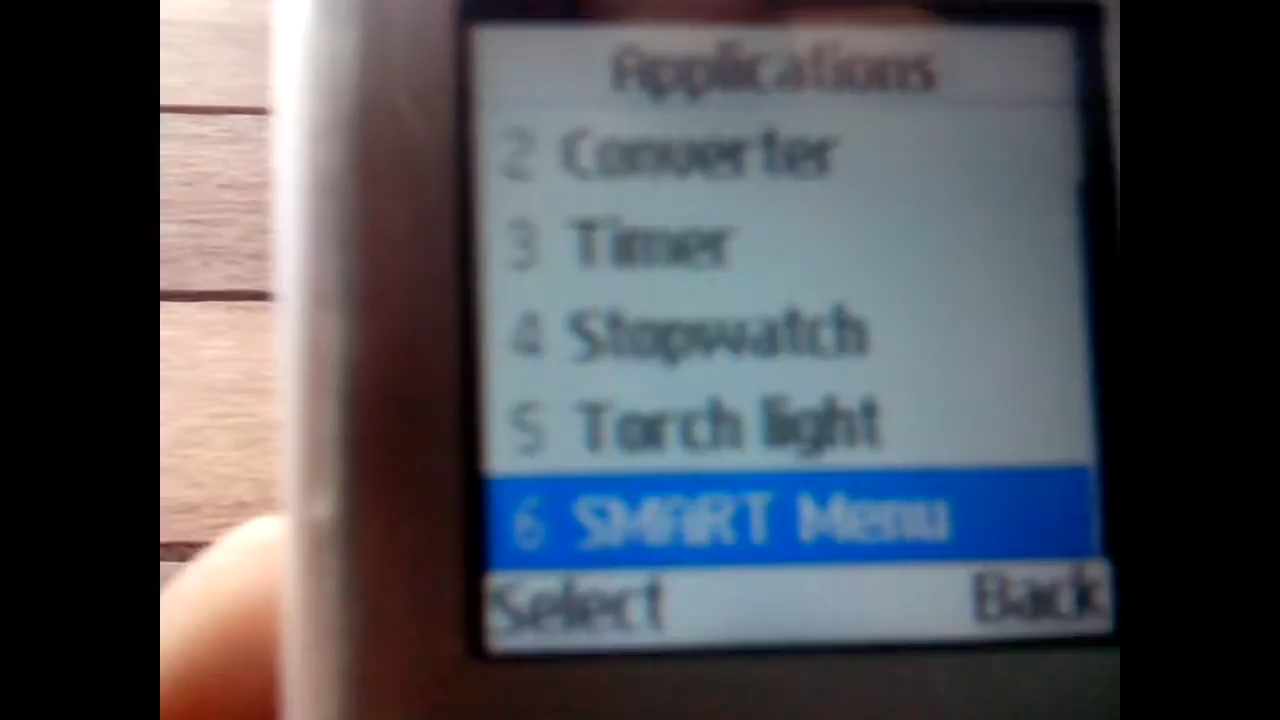 Applications
2 Converter
3 Timer
4 Stopwatch
5 Torch light
6 SMART Menu
Select Back